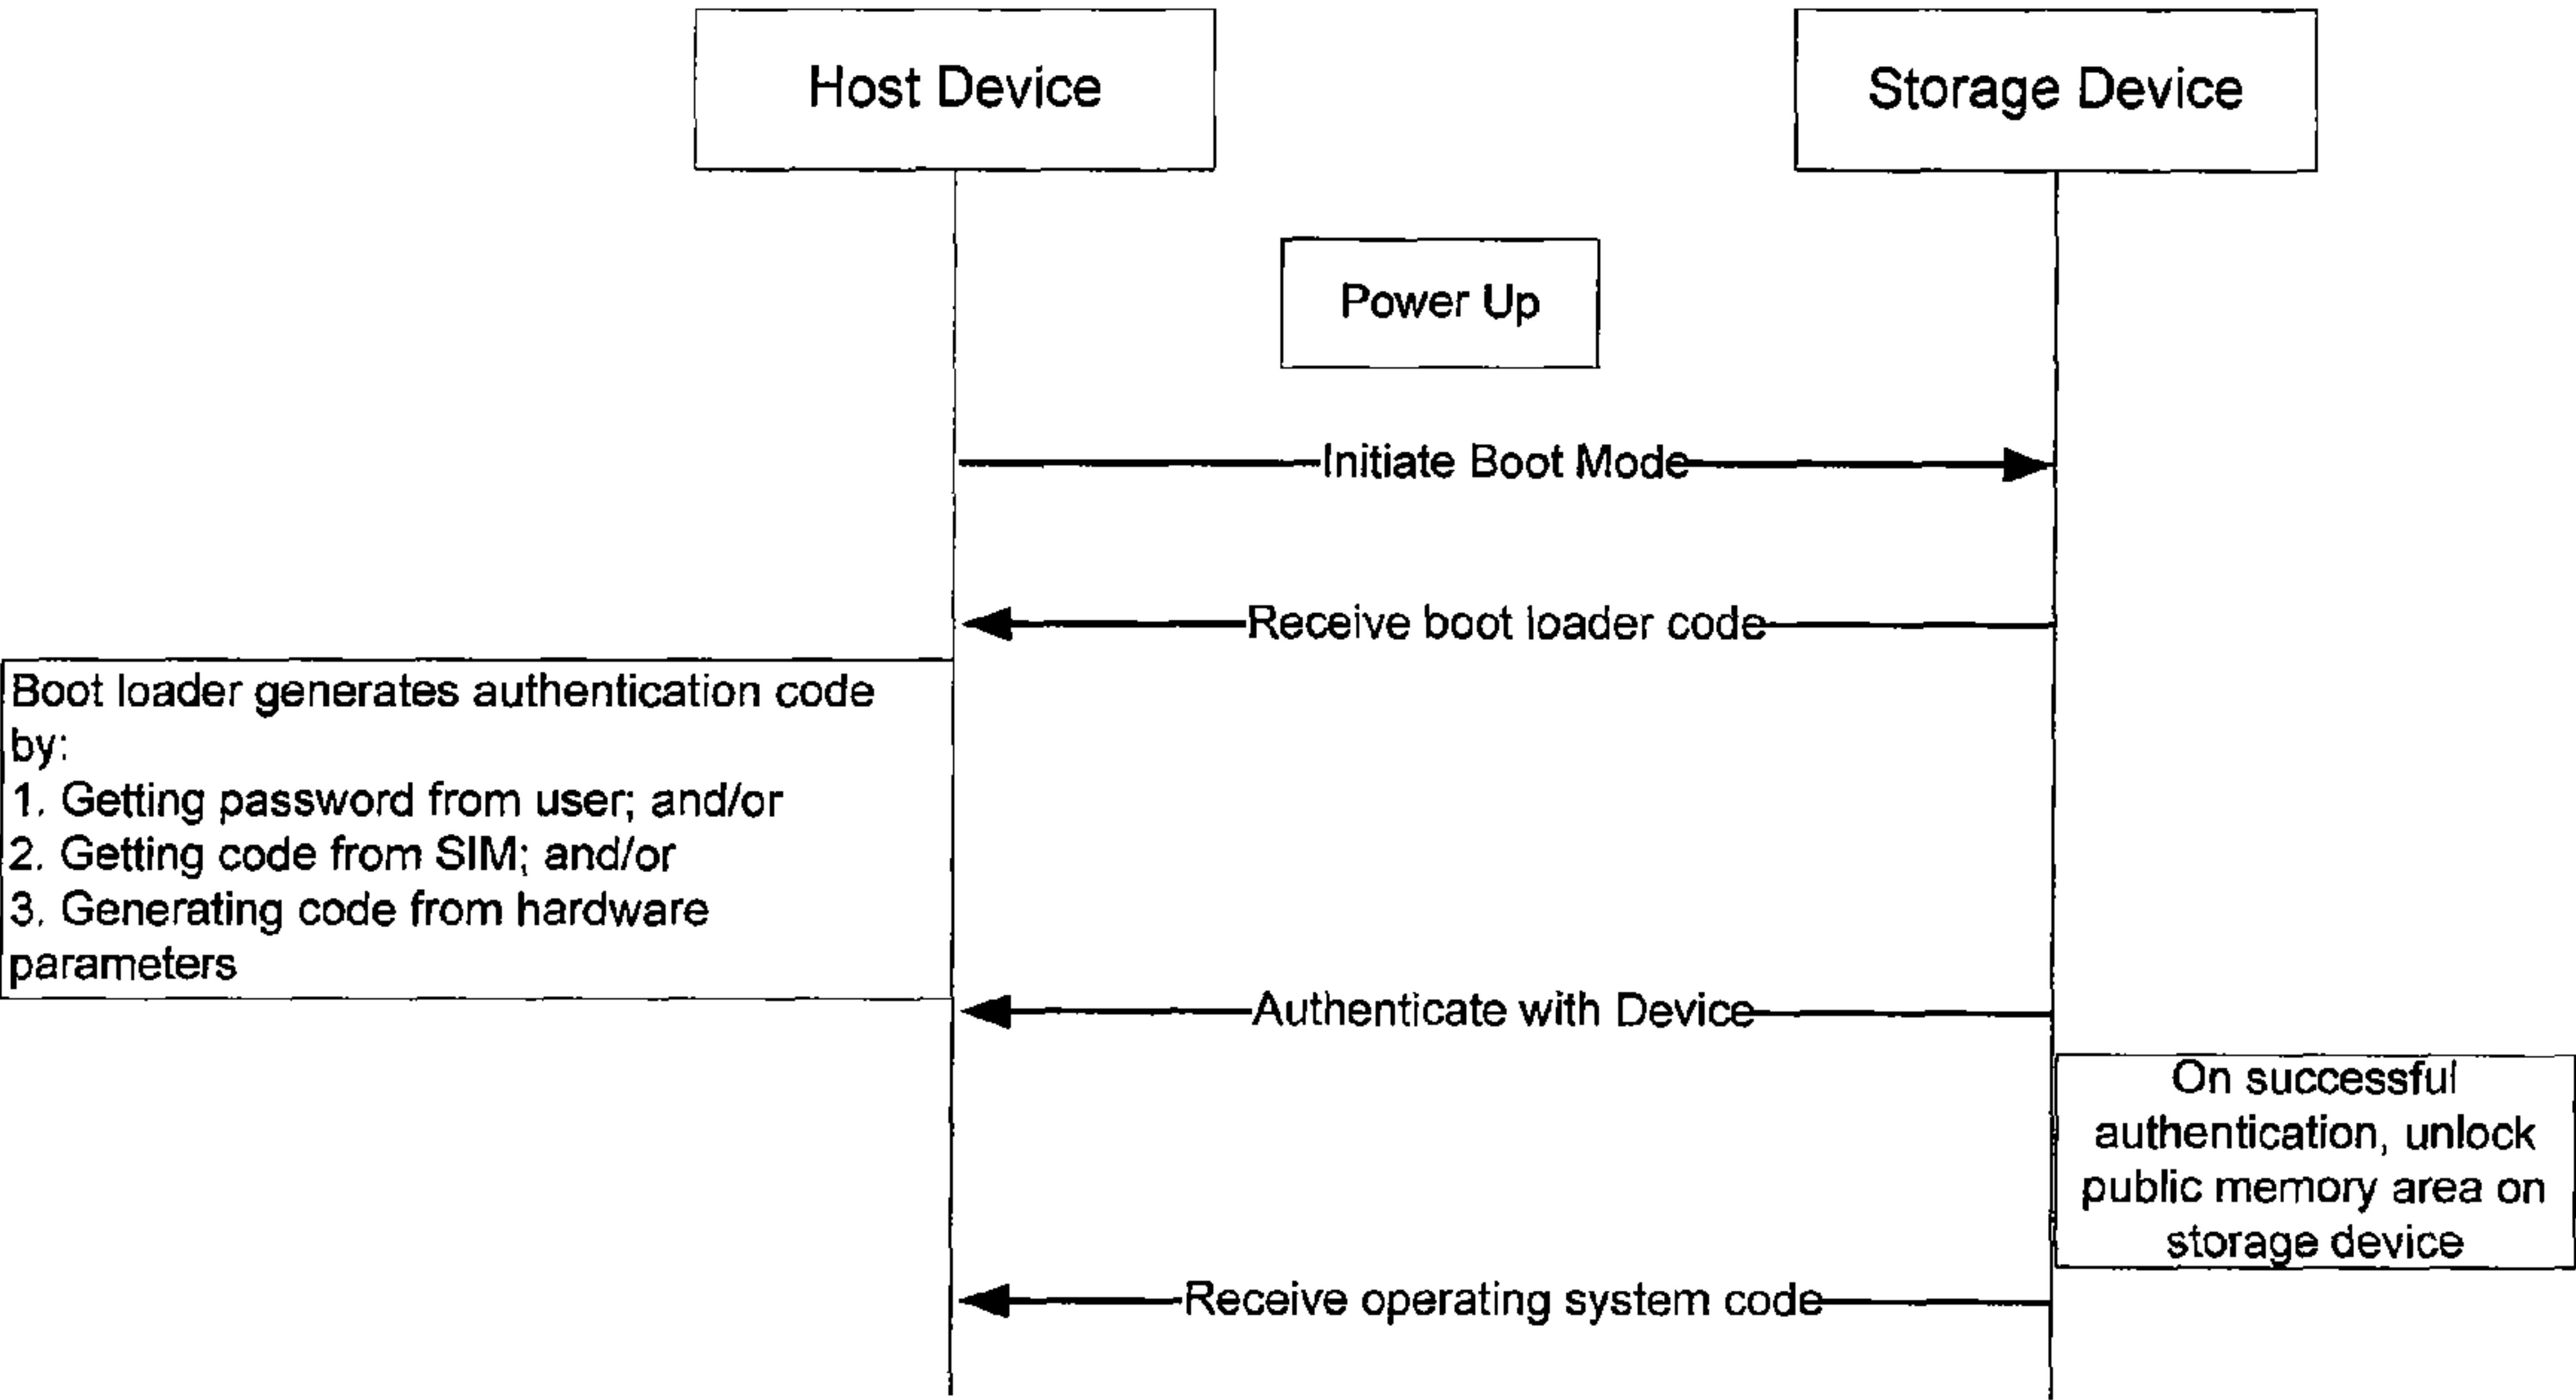 Host Device
Storage Device
Power Up
Initiate Boot Mode
Receive boot loader code
Boot loader generates authentication code
by:
1. Getting password from user; and/or
2. Getting code from SIM; and/or
3. Generating code from hardware
parameters
Authenticate with Device
On successful
authentication, unlock
public memory area on
storage device
Receive operating system code